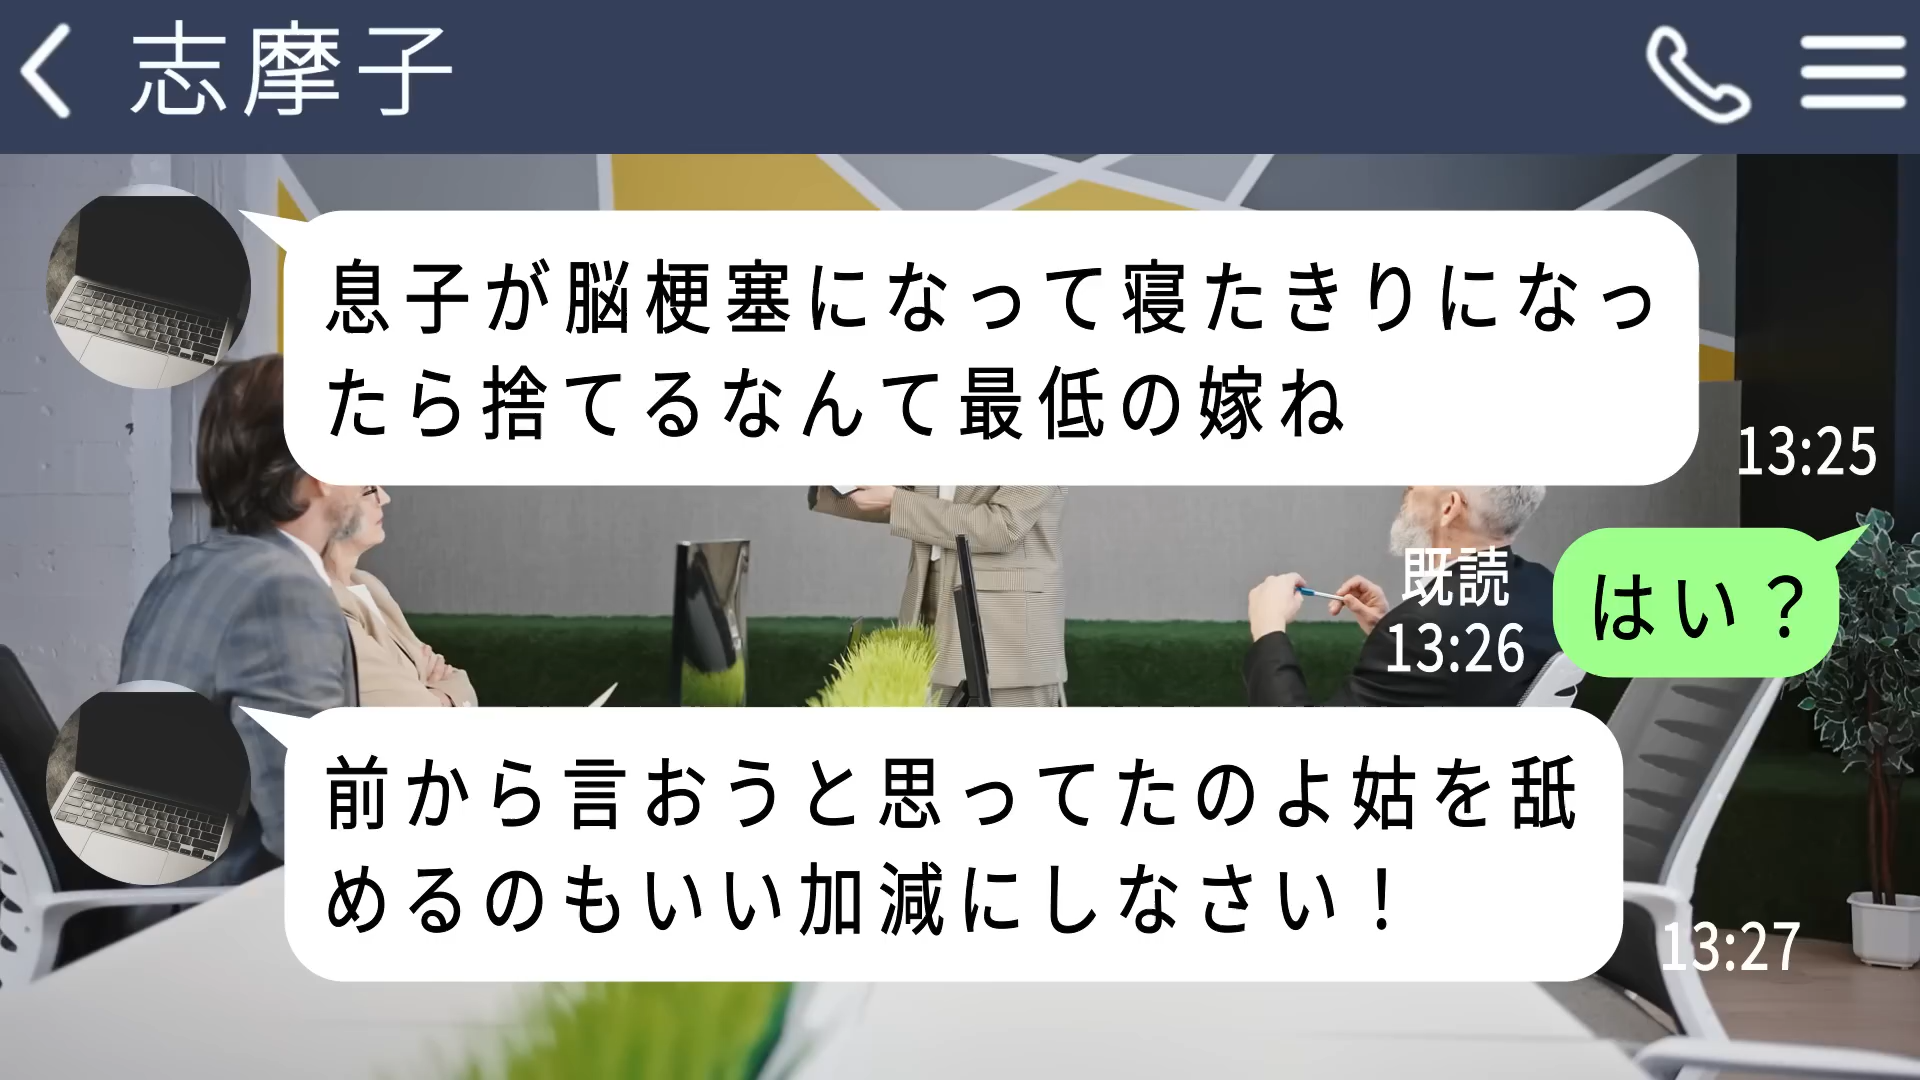 志摩子
息子が脳梗塞になって寝たきりになっ
たら捨てるなんて最低の嫁ね
13:25
はい？
既読
13:26
前から言おうと思ってたのよ姑を舐
めるのもいい加減にしなさい！
13:27